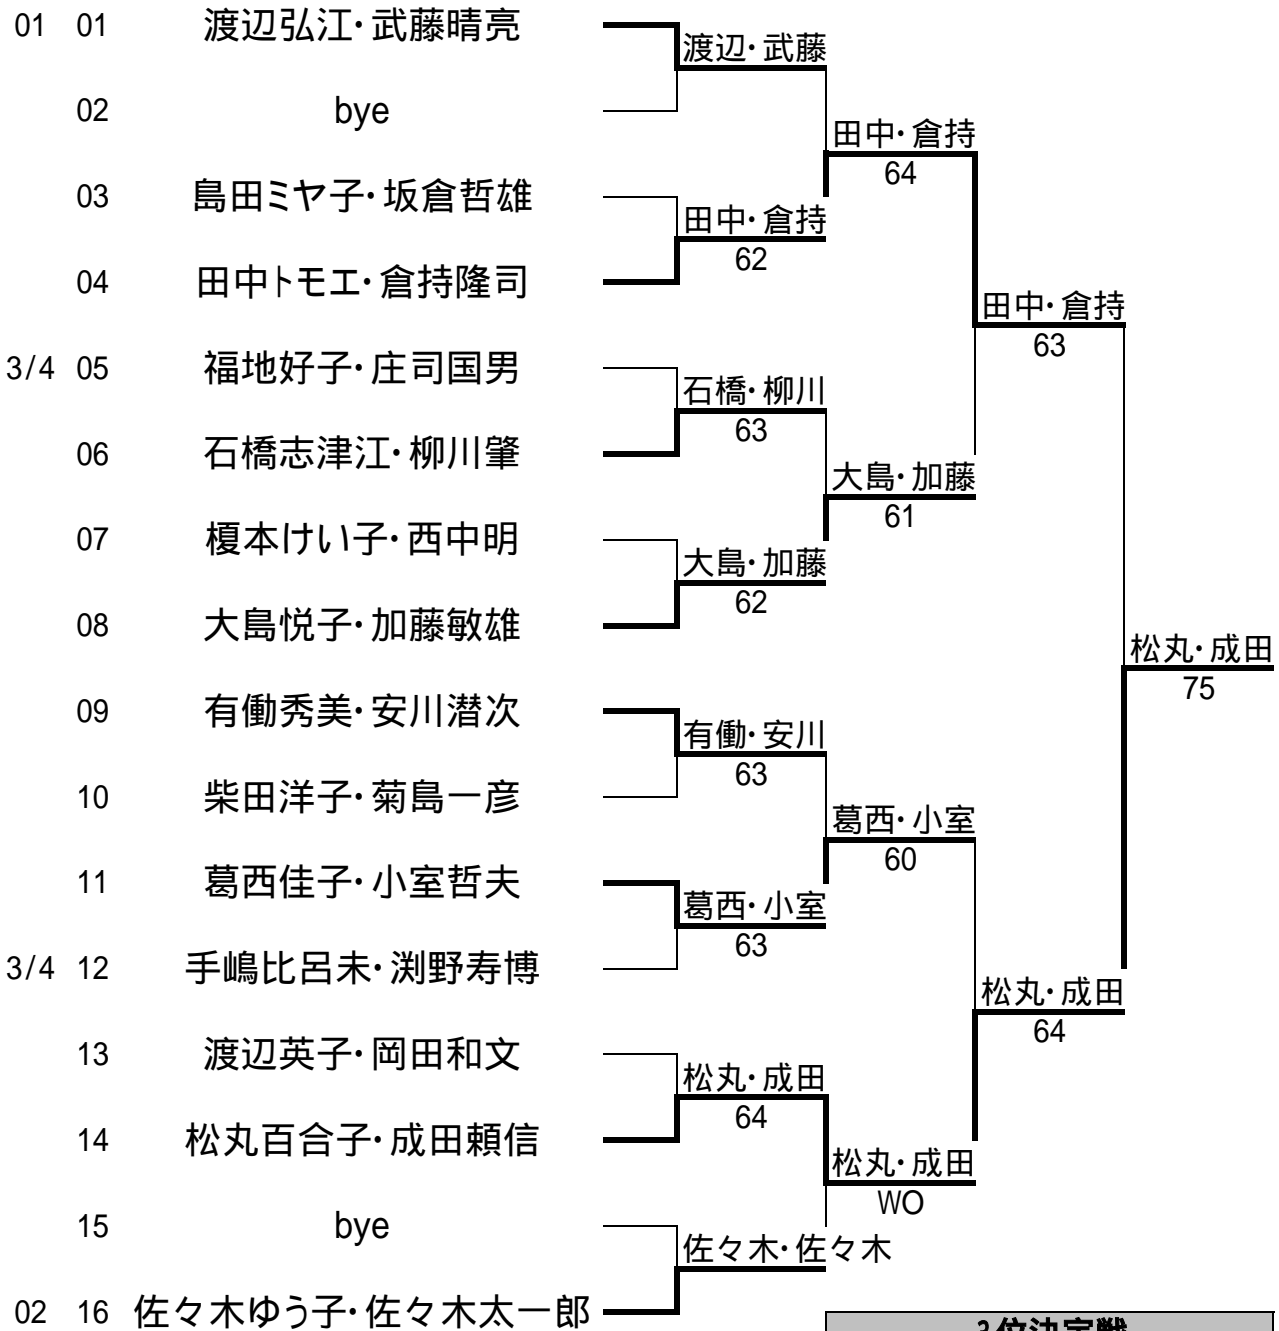 01 01 渡辺弘江・武藤晴亮
渡辺・武藤
02 bye
田中・倉持
64
03 島田ミヤ子・坂倉哲雄
田中・倉持
62
04 田中トモエ・倉持隆司
田中・倉持
63
3/4 05 福地好子・庄司国男
石橋・柳川
63
06 石橋志津江・柳川肇
大島・加藤
61
07 榎本けい子・西中明
大島・加藤
62
08 大島悦子・加藤敏雄
松丸・成田
75
09 有働秀美・安川潜次
有働・安川
63
10 柴田洋子・菊島一彦
葛西・小室
60
11 葛西佳子・小室哲夫
葛西・小室
63
3/4 12 手嶋比呂未・渕野寿博
松丸・成田
64
13 渡辺英子・岡田和文
松丸・成田
64
14 松丸百合子・成田頼信
松丸・成田
WO
15 bye
佐々木・佐々木
02 16 佐々木ゆう子・佐々木太一郎
3位決定戦